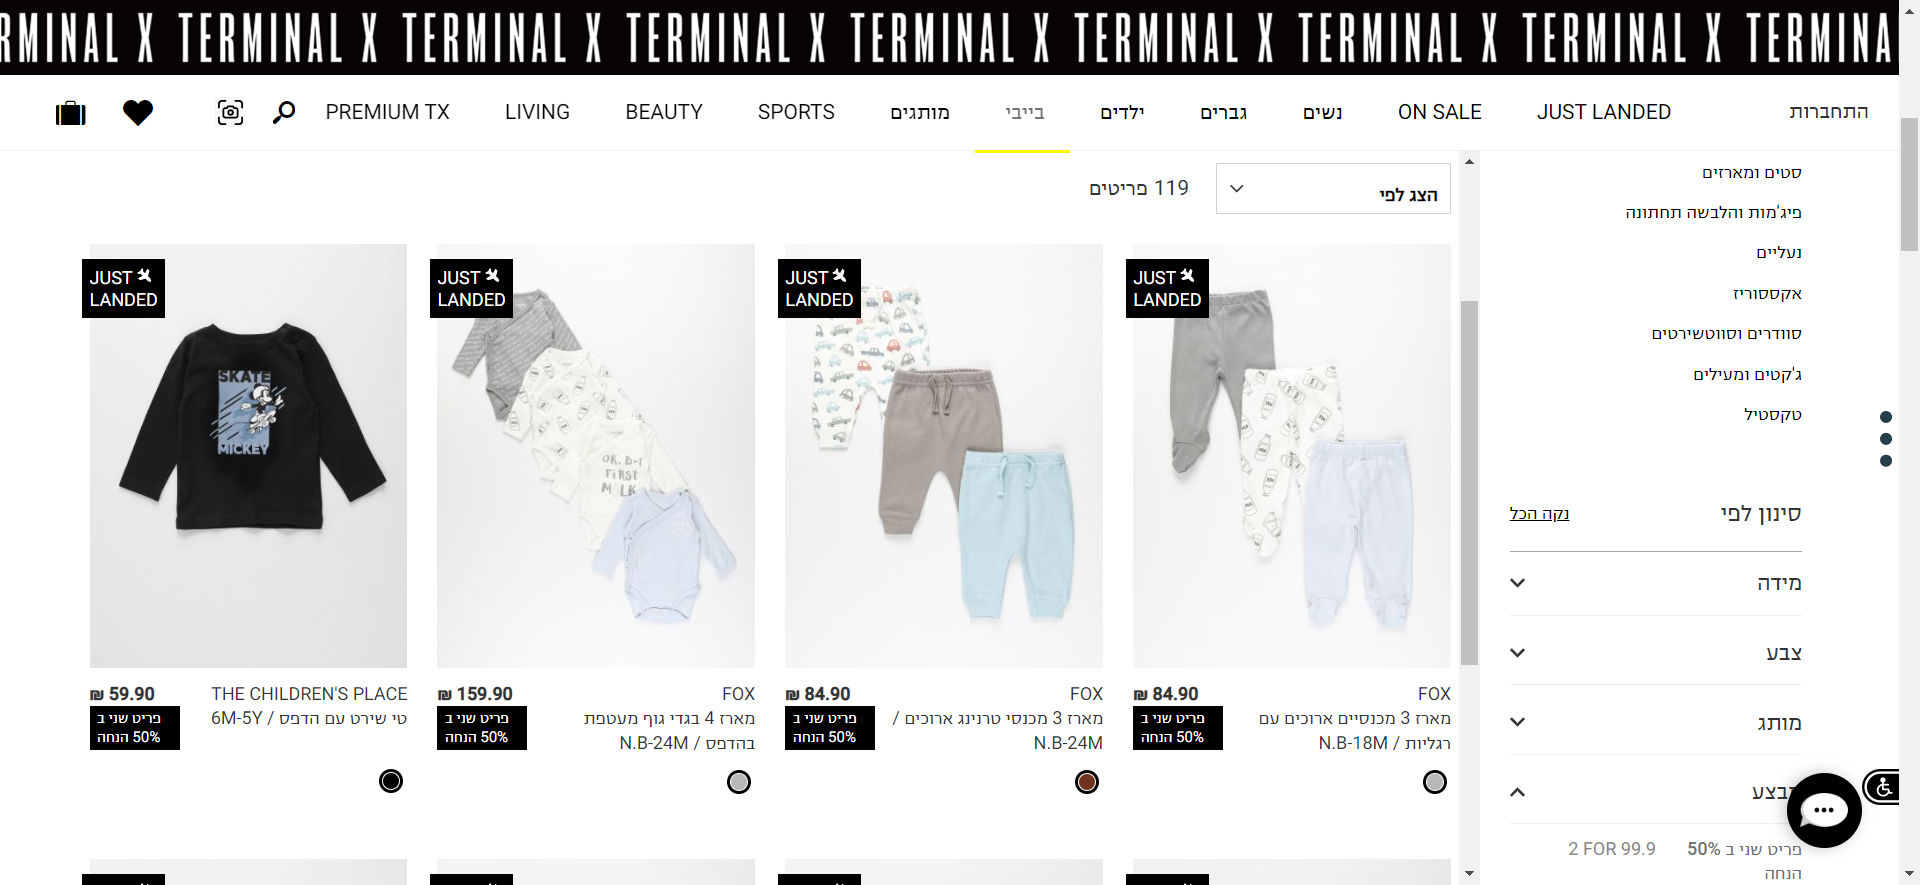 RMINAL X TERMINAL X TERMINAL X TERMINAL X TERMINAL X TERMINAL X TERMINAL X TERMINAL X TERMINA
התחברות
JUST LANDED
ON SALE
נשים
גברים
ילדים
בייבי
מותגים
SPORTS
BEAUTY
LIVING
PREMIUM TX
סטים ומארזים
פיג'מות והלבשה תחתונה
נעליים
אקססוריז
סוודרים וסווטשירטים
ג'קטים ומעילים
טקסטיל
סינון לפי
נקה הכל
מידה
צבע
מותג
מבצע
פריט שני ב 50%
הנחה
2 FOR 99.9
הצג לפי
119 פריטים
JUST
LANDED
FOX
84.90 ₪
מארז 3 מכנסיים ארוכים עם
רגליות / N.B-18M
פריט שני ב
50% הנחה
JUST
LANDED
FOX
84.90 ₪
מארז 3 מכנסי טרנינג ארוכים /
N.B-24M
פריט שני ב
50% הנחה
JUST
LANDED
OK, BUT
FIRST
MILK
FOX
159.90 ₪
מארז 4 בגדי גוף מעטפת
בהדפס / N.B-24M
פריט שני ב
50% הנחה
JUST
LANDED
SKATE
MICKEY
THE CHILDREN'S PLACE
59.90 ₪
טי שירט עם הדפס / 6M-5Y
פריט שני ב
50% הנחה